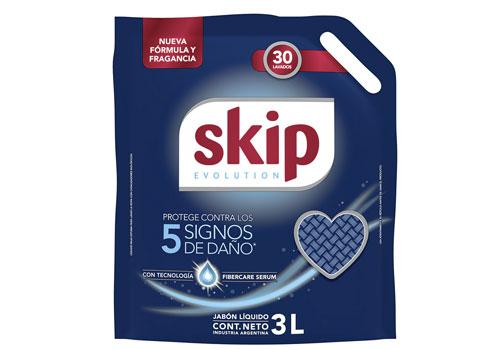 NUEVA
FÓRMULA Y
FRAGANCIA
30
LAVADOS
skip
EVOLUTION
PROTEGE CONTRA LOS
5 SIGNOS
DE DAÑO*
CON TECNOLOGÍA
FIBERCARE SERUM
JABÓN LÍQUIDO
CONT. NETO 3 L
INDUSTRIA ARGENTINA